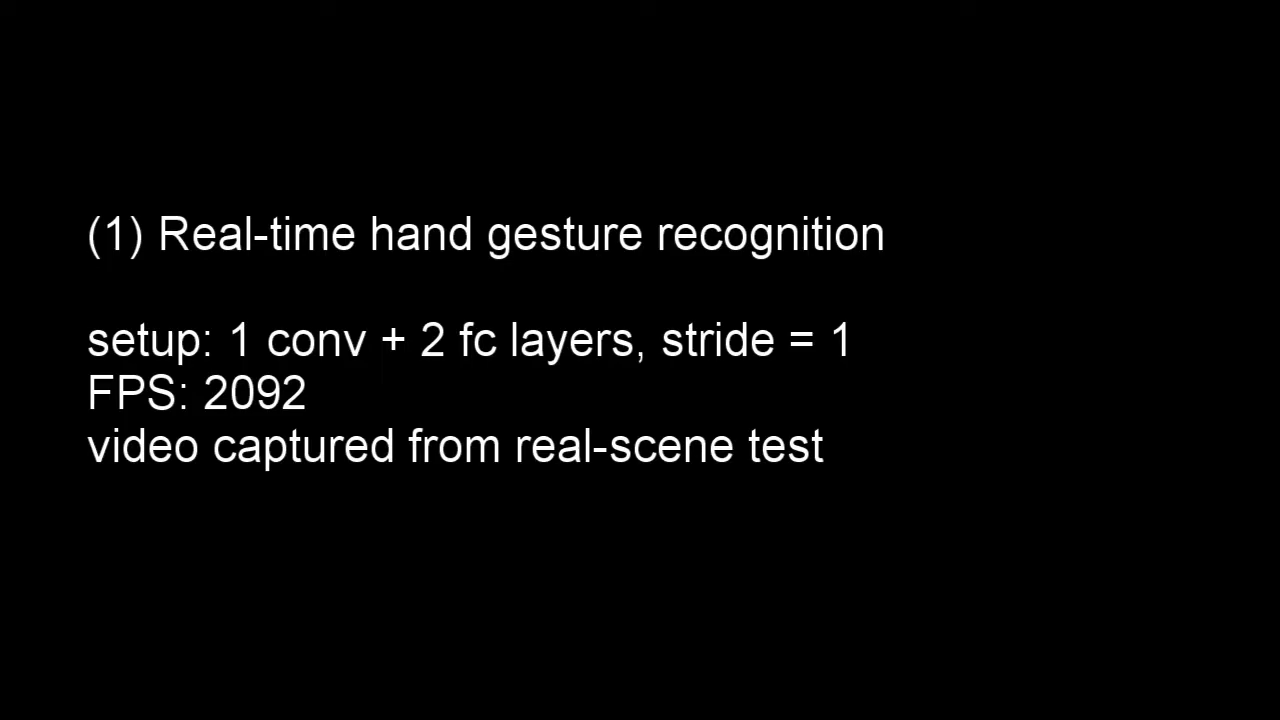 (1) Real-time hand gesture recognition
setup: 1 conv + 2 fc layers, stride = 1
FPS: 2092
video captured from real-scene test